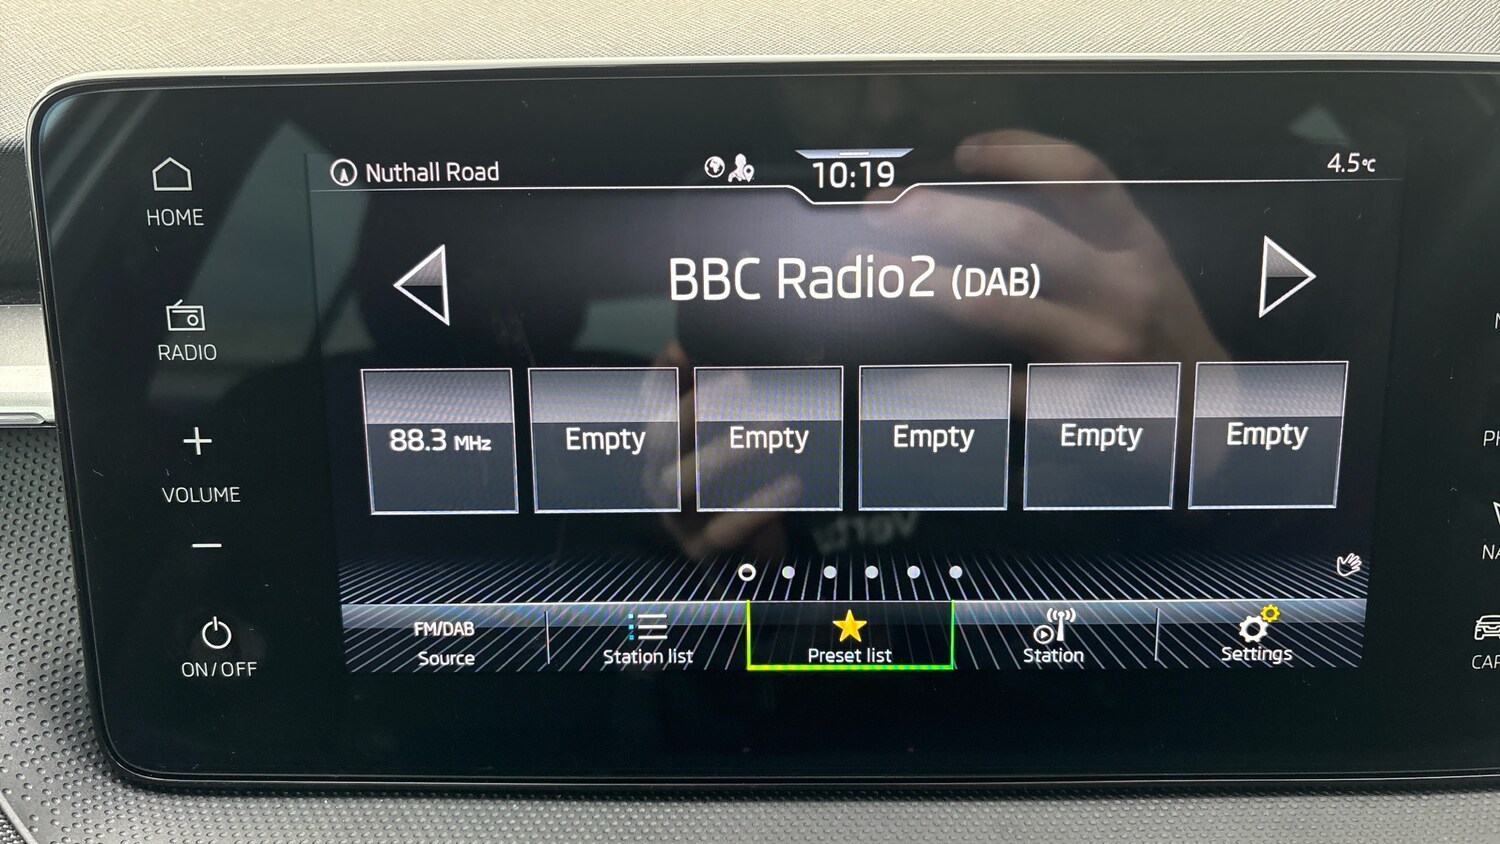 Nuthall Road
10:19
4.5°C
HOME
BBC Radio2 (DAB)
RADIO
88.3 MHz
Empty
Empty
Empty
Empty
Empty
VOLUME
FM/DAB
Source
Station list
Preset list
Station
Settings
ON/OFF